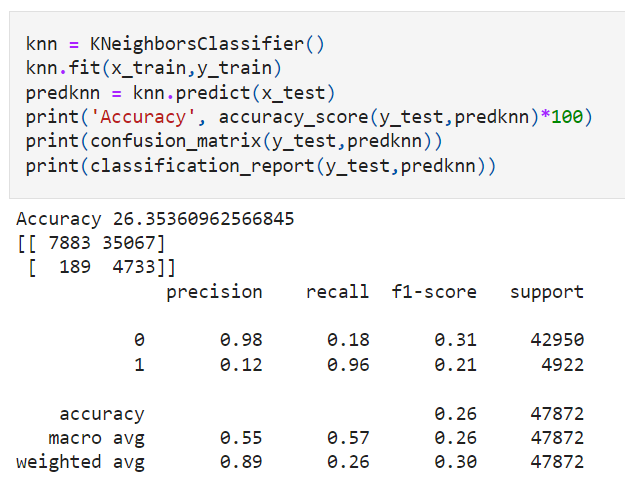 knn = KNeighborsClassifier()
knn.fit(x_train,y_train)
predknn = knn.predict(x_test)
print('Accuracy', accuracy_score(y_test,predknn)*100)
print(confusion_matrix(y_test,predknn))
print(classification_report(y_test,predknn))
Accuracy 26.35360962566845
[[ 7883 35067]
 [  189  4733]]
              precision    recall  f1-score   support
           0       0.98      0.18      0.31     42950
           1       0.12      0.96      0.21      4922
    accuracy                           0.26     47872
   macro avg       0.55      0.57      0.26     47872
weighted avg       0.89      0.26      0.30     47872